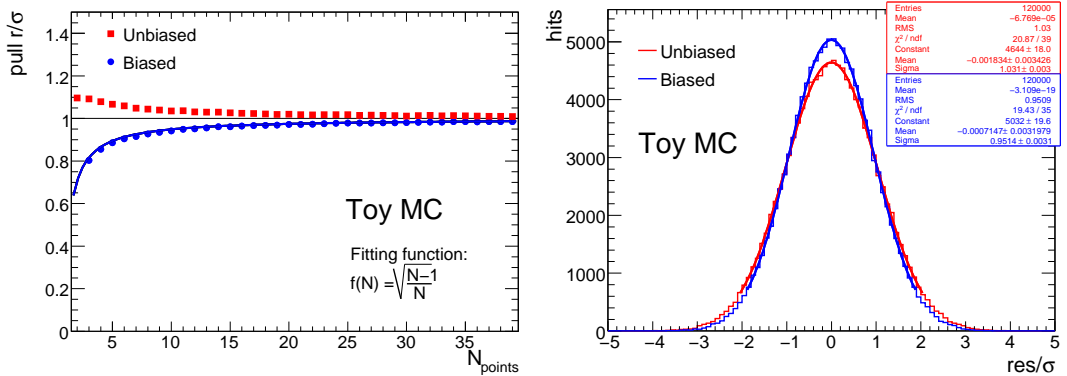 pull r/σ
1.4
1.2
1
0.8
0.6
0.4
0.2
0
Unbiased
Biased
Toy MC
Fitting function:
f(N) = √((N−1)/N)
5 10 15 20 25 30 35
N_points
hits
5000
4000
3000
2000
1000
0
Unbiased
Biased
Toy MC
Entries 120000
Mean -6.769e-05
RMS 1.03
χ² / ndf 20.87 / 39
Constant 4644 ± 18.0
Mean -0.001834 ± 0.003426
Sigma 1.031 ± 0.003
Entries 120000
Mean -3.109e-19
RMS 0.9509
χ² / ndf 19.43 / 35
Constant 5032 ± 19.6
Mean -0.0007147 ± 0.0031979
Sigma 0.9514 ± 0.0031
−5 −4 −3 −2 −1 0 1 2 3 4 5
res/σ